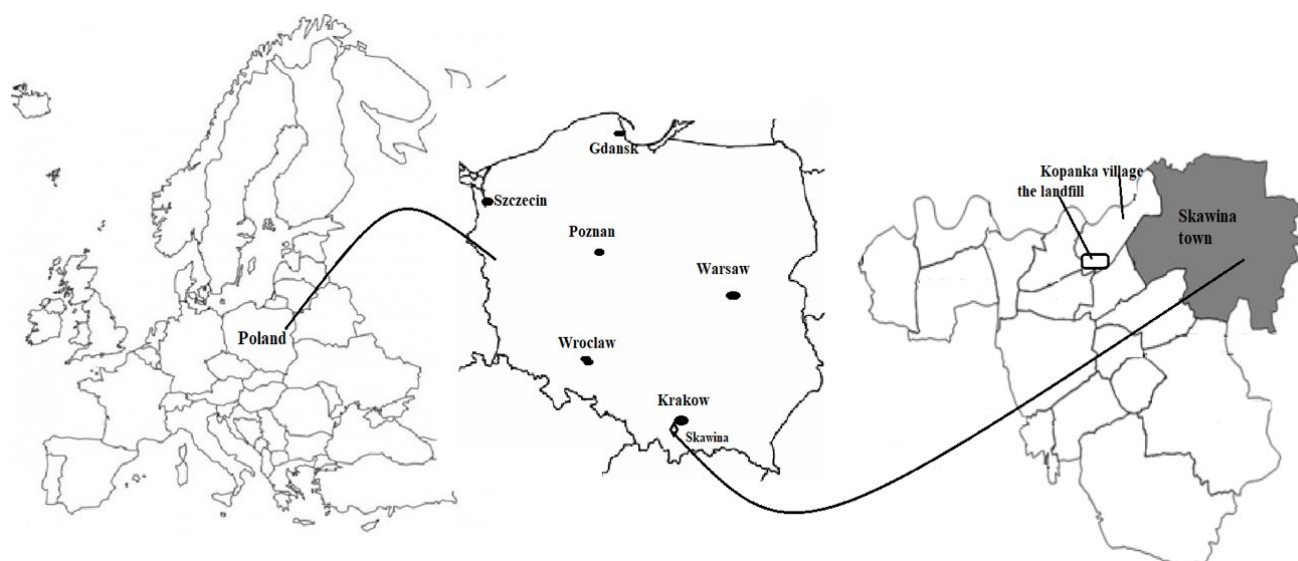 Poland
Gdansk
Szczecin
Poznan
Warsaw
Wroclaw
Krakow
Skawina
Kopanka village
the landfill
Skawina
town